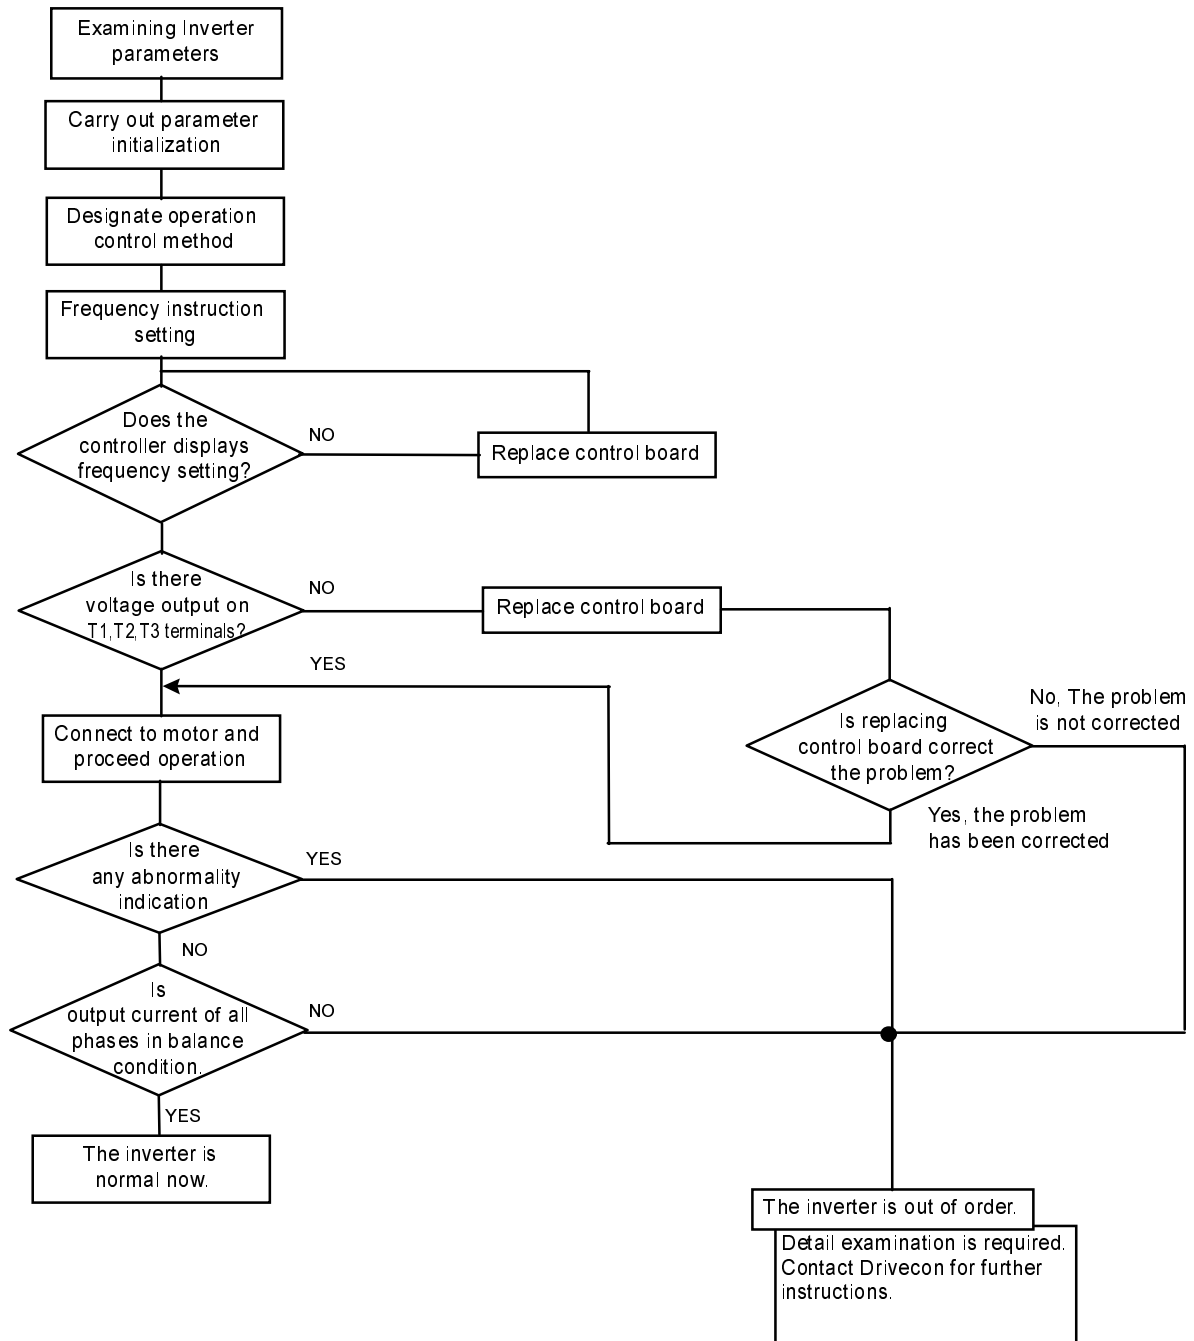 Examining Inverter
parameters
Carry out parameter
initialization
Designate operation
control method
Frequency instruction
setting
Does the
controller displays
frequency setting?
NO
Replace control board
Is there
voltage output on
T1,T2,T3 terminals?
NO
Replace control board
YES
Is replacing
control board correct
the problem?
No, The problem
is not corrected
Yes, the problem
has been corrected
Connect to motor and
proceed operation
Is there
any abnormality
indication
YES
NO
Is
output current of all
phases in balance
condition.
NO
YES
The inverter is
normal now.
The inverter is out of order.
Detail examination is required.
Contact Drivecon for further
instructions.